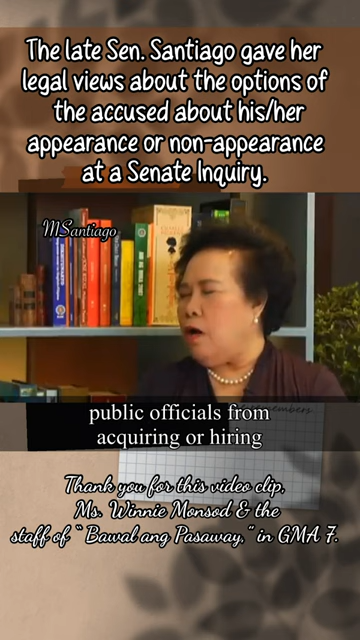 The late Sen. Santiago gave her
legal views about the options of
the accused about his/her
appearance or non-appearance
at a Senate Inquiry.
MSantiago
public officials from
acquiring or hiring
Thank you for this video clip,
Ms. Winnie Monsod & the
staff of "Bawal ang Pasaway," in GMA 7.